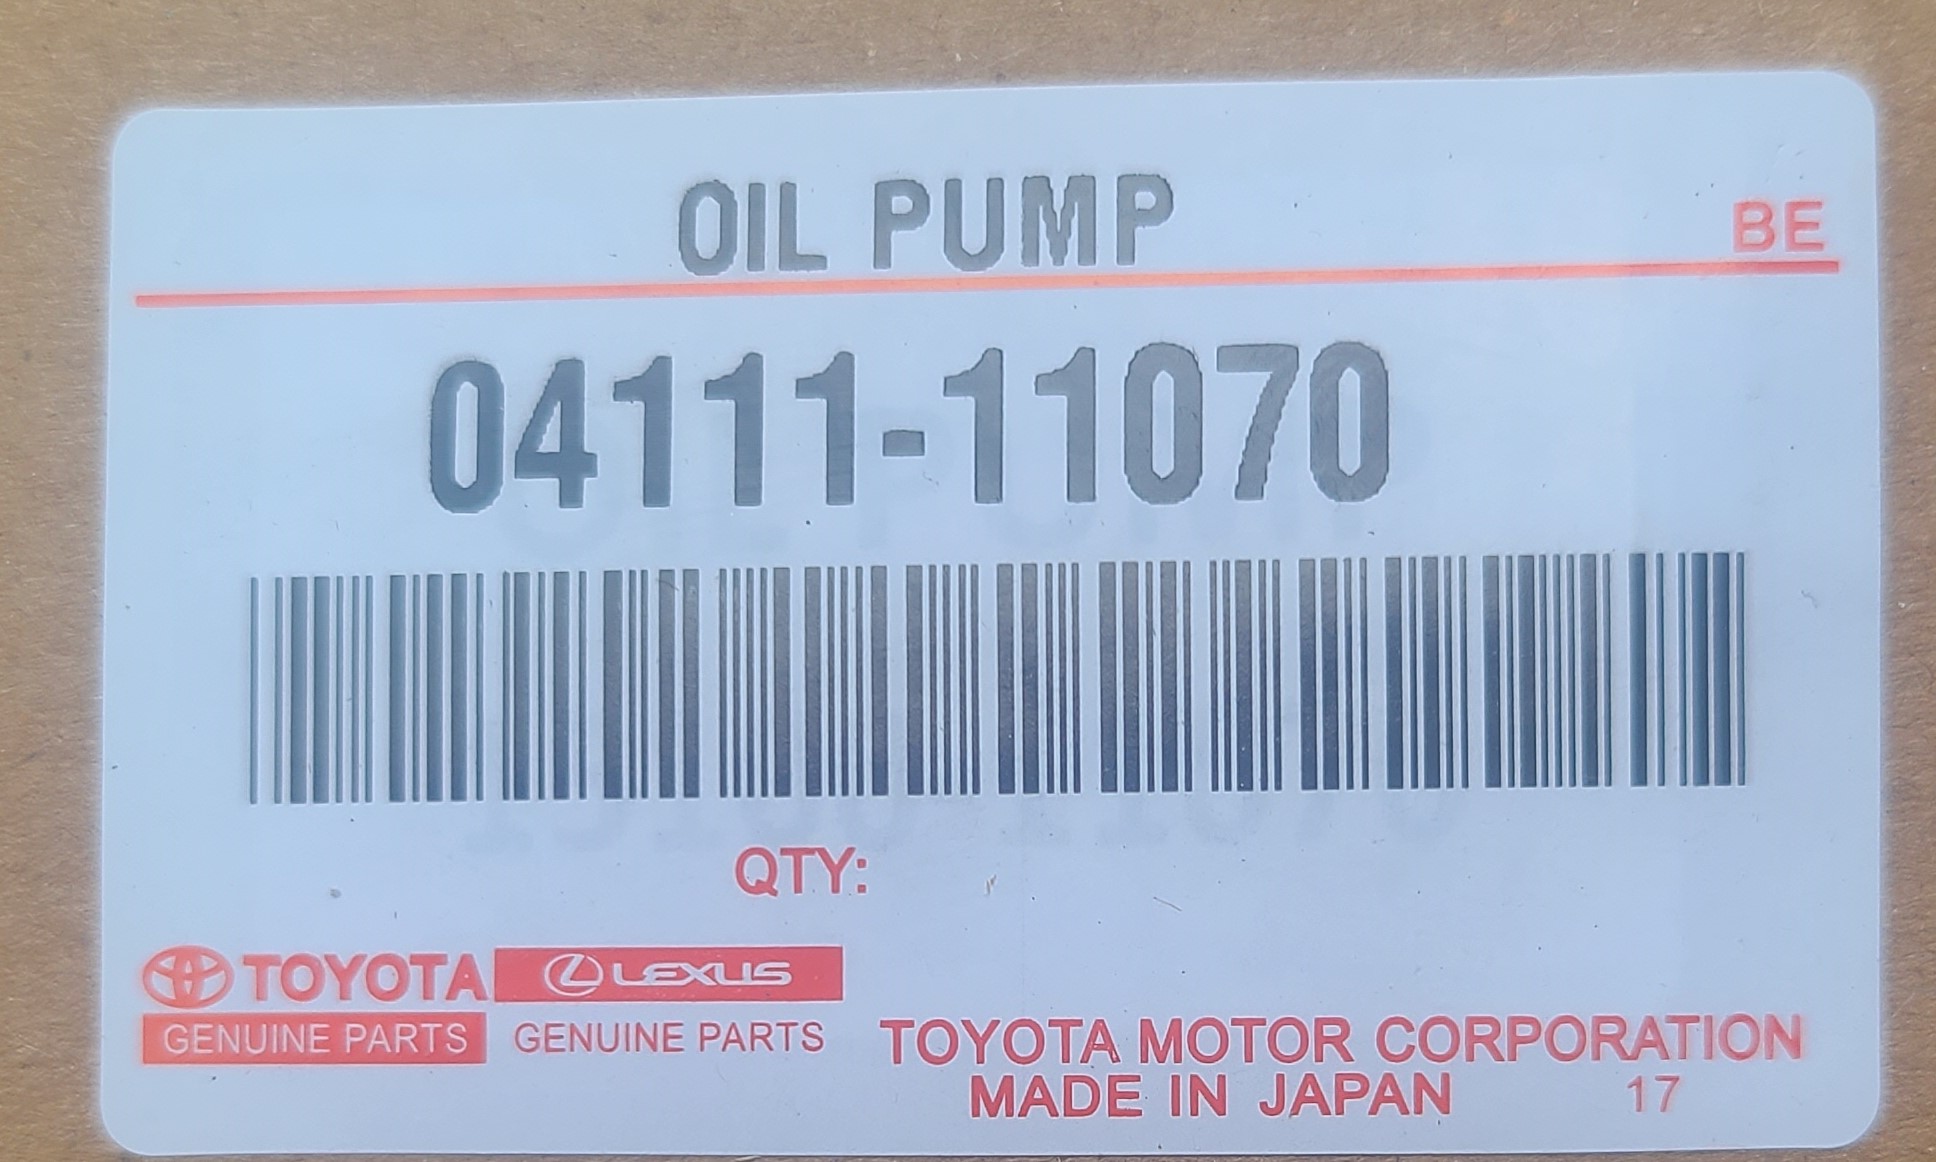 OIL PUMP
BE
04111-11070
QTY:
TOYOTA LEXUS
GENUINE PARTS GENUINE PARTS
TOYOTA MOTOR CORPORATION
MADE IN JAPAN 17